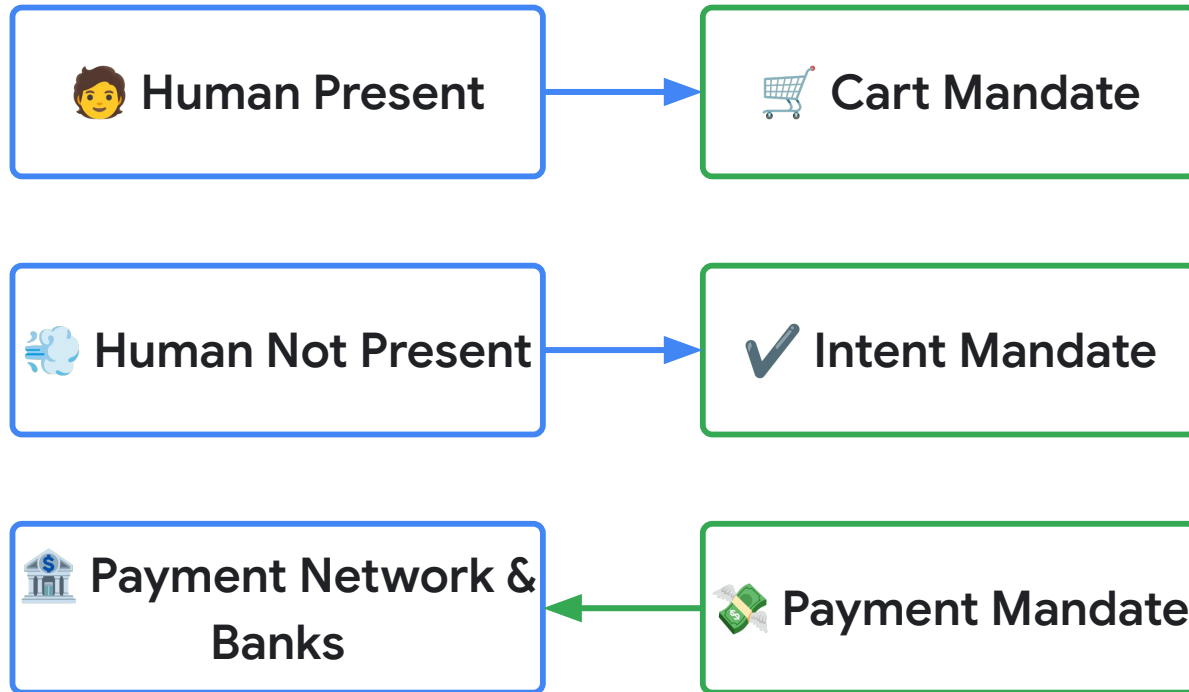 🧑 Human Present
🛒 Cart Mandate
💨 Human Not Present
✔️ Intent Mandate
🏦 Payment Network &
Banks
💸 Payment Mandate